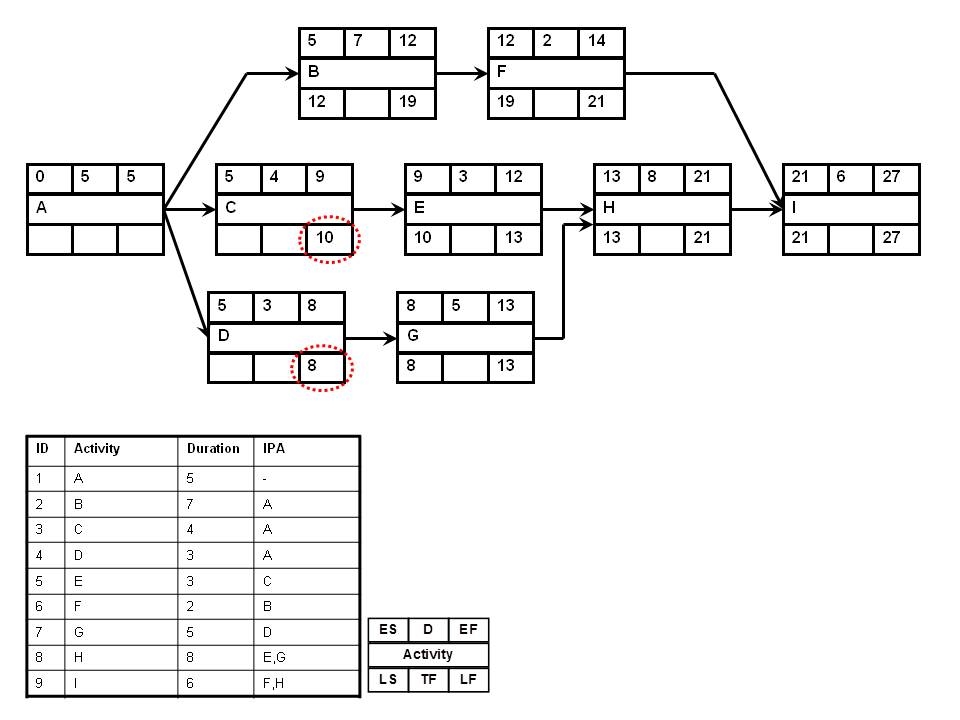 5 7 12
B
12 19
12 2 14
F
19 21
0 5 5
A
5 4 9
C
10
9 3 12
E
10 13
13 8 21
H
13 21
21 6 27
I
21 27
5 3 8
D
8
8 5 13
G
8 13
ID Activity Duration IPA
1 A 5 -
2 B 7 A
3 C 4 A
4 D 3 A
5 E 3 C
6 F 2 B
7 G 5 D
8 H 8 E,G
9 I 6 F,H
ES D EF
Activity
LS TF LF